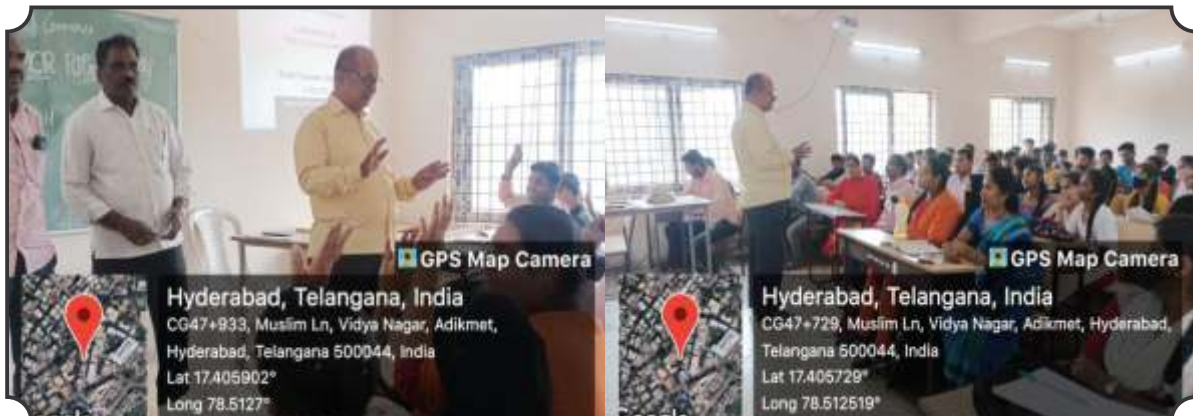 GPS Map Camera
Hyderabad, Telangana, India
CG47+933, Muslim Ln, Vidya Nagar, Adikmet,
Hyderabad, Telangana 500044, India
Lat 17.405902°
Long 78.5127°
GPS Map Camera
Hyderabad, Telangana, India
CG47+729, Muslim Ln, Vidya Nagar, Adikmet, Hyderabad,
Telangana 500044, India
Lat 17.405729°
Long 78.512519°